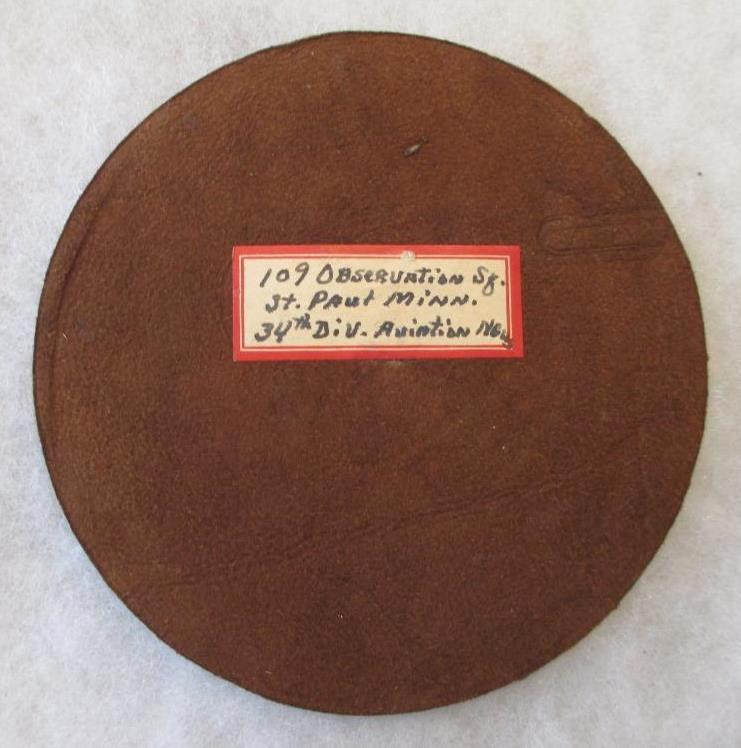 109 Observation Sq.
St. Paul Minn.
34th Div. Aviation